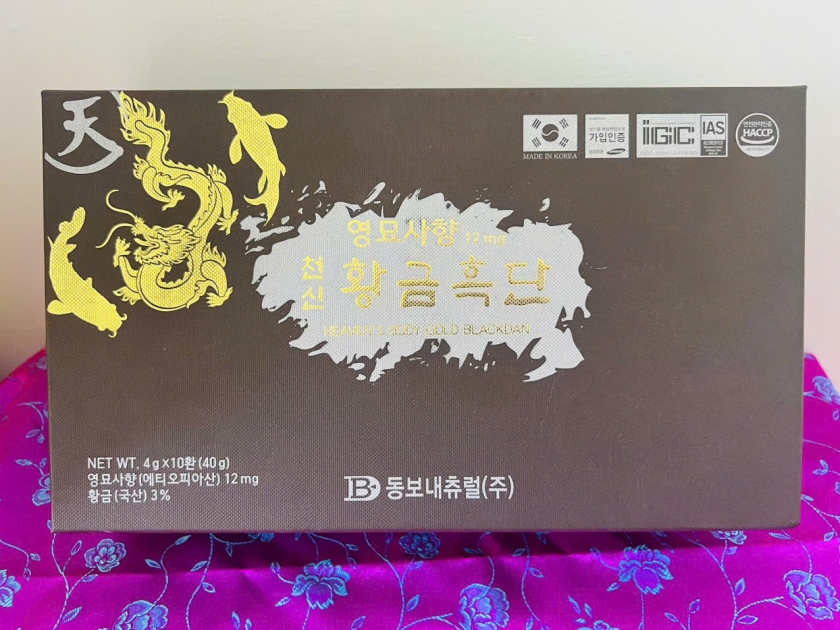 天
MADE IN KOREA
가입인증
IGC
IAS
HACCP
영묘사향 12mg
천신 황금흑단
HEAVEN'S BODY GOLD BLACKDAN
NET WT. 4g X 10환(40g)
영묘사향(에티오피아산) 12mg
황금(국산) 3%
B 동보내츄럴(주)